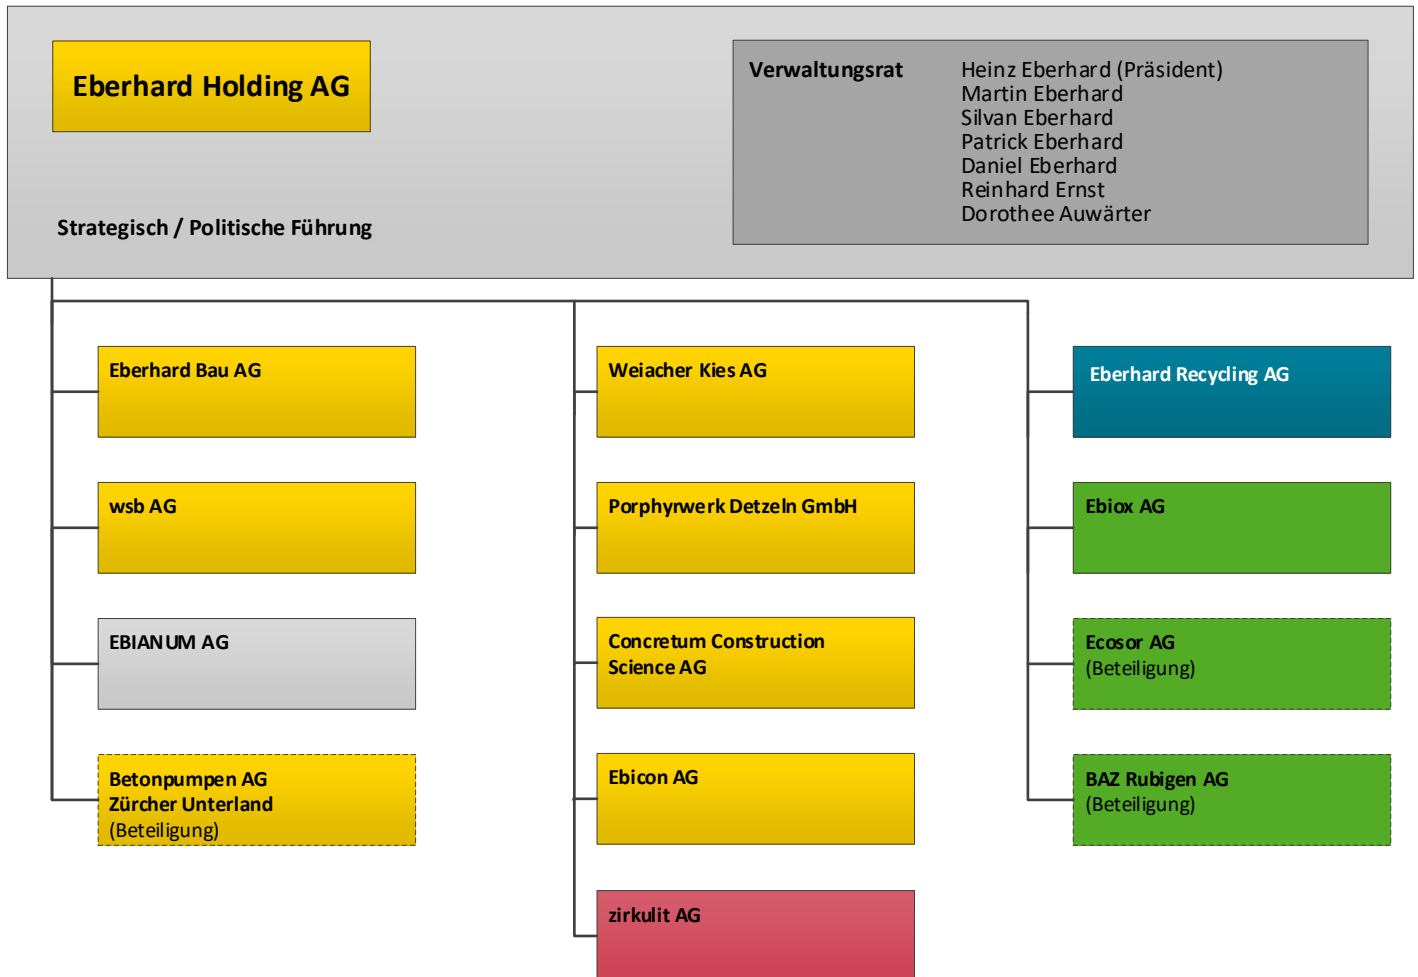 Eberhard Holding AG
Strategisch / Politische Führung
Verwaltungsrat
Heinz Eberhard (Präsident)
Martin Eberhard
Silvan Eberhard
Patrick Eberhard
Daniel Eberhard
Reinhard Ernst
Dorothee Auwärter
Eberhard Bau AG
wsb AG
EBIANUM AG
Betonpumpen AG
Zürcher Unterland
(Beteiligung)
Weiacher Kies AG
Porphyrwerk Detzeln GmbH
Concretum Construction
Science AG
Ebicon AG
zirkulit AG
Eberhard Recycling AG
Ebiox AG
Ecosor AG
(Beteiligung)
BAZ Rubigen AG
(Beteiligung)